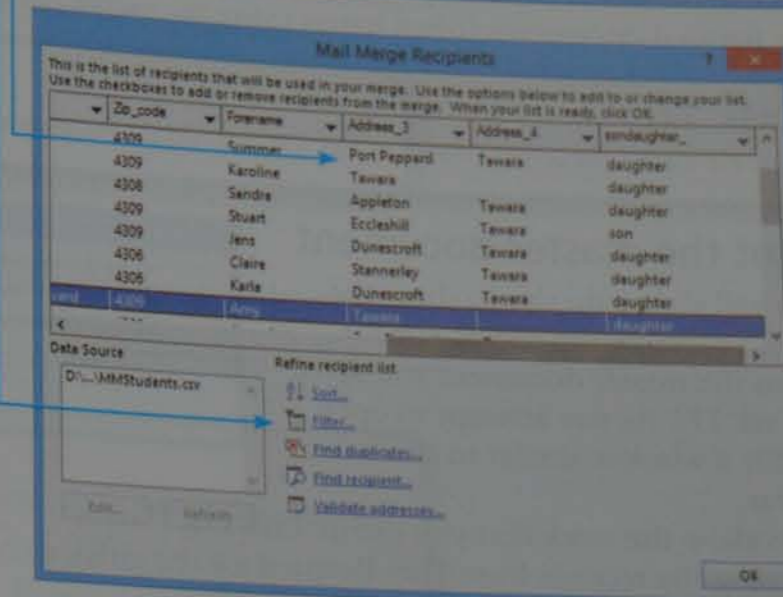 Mail Merge Recipients ?
This is the list of recipients that will be used in your merge. Use the options below to add to or change your list.
Use the checkboxes to add or remove recipients from the merge. When your list is ready, click OK.
Zip_code Forename Address_3 Address_4 sondaughter_
4309 Summer Port Peppard Tawara daughter
4309 Karoline Tawara daughter
4308 Sandra Appleton Tawara daughter
4309 Stuart Eccleshill Tawara son
4309 Jens Dunescroft Tawara daughter
4306 Claire Stannerley Tawara daughter
4306 Karla Dunescroft Tawara daughter
4309 Amy Tawara daughter
Data Source Refine recipient list
D:\...\MMStudents.csv
Sort...
Filter...
Find duplicates...
Find recipient...
Validate addresses...
Edit... Refresh
OK